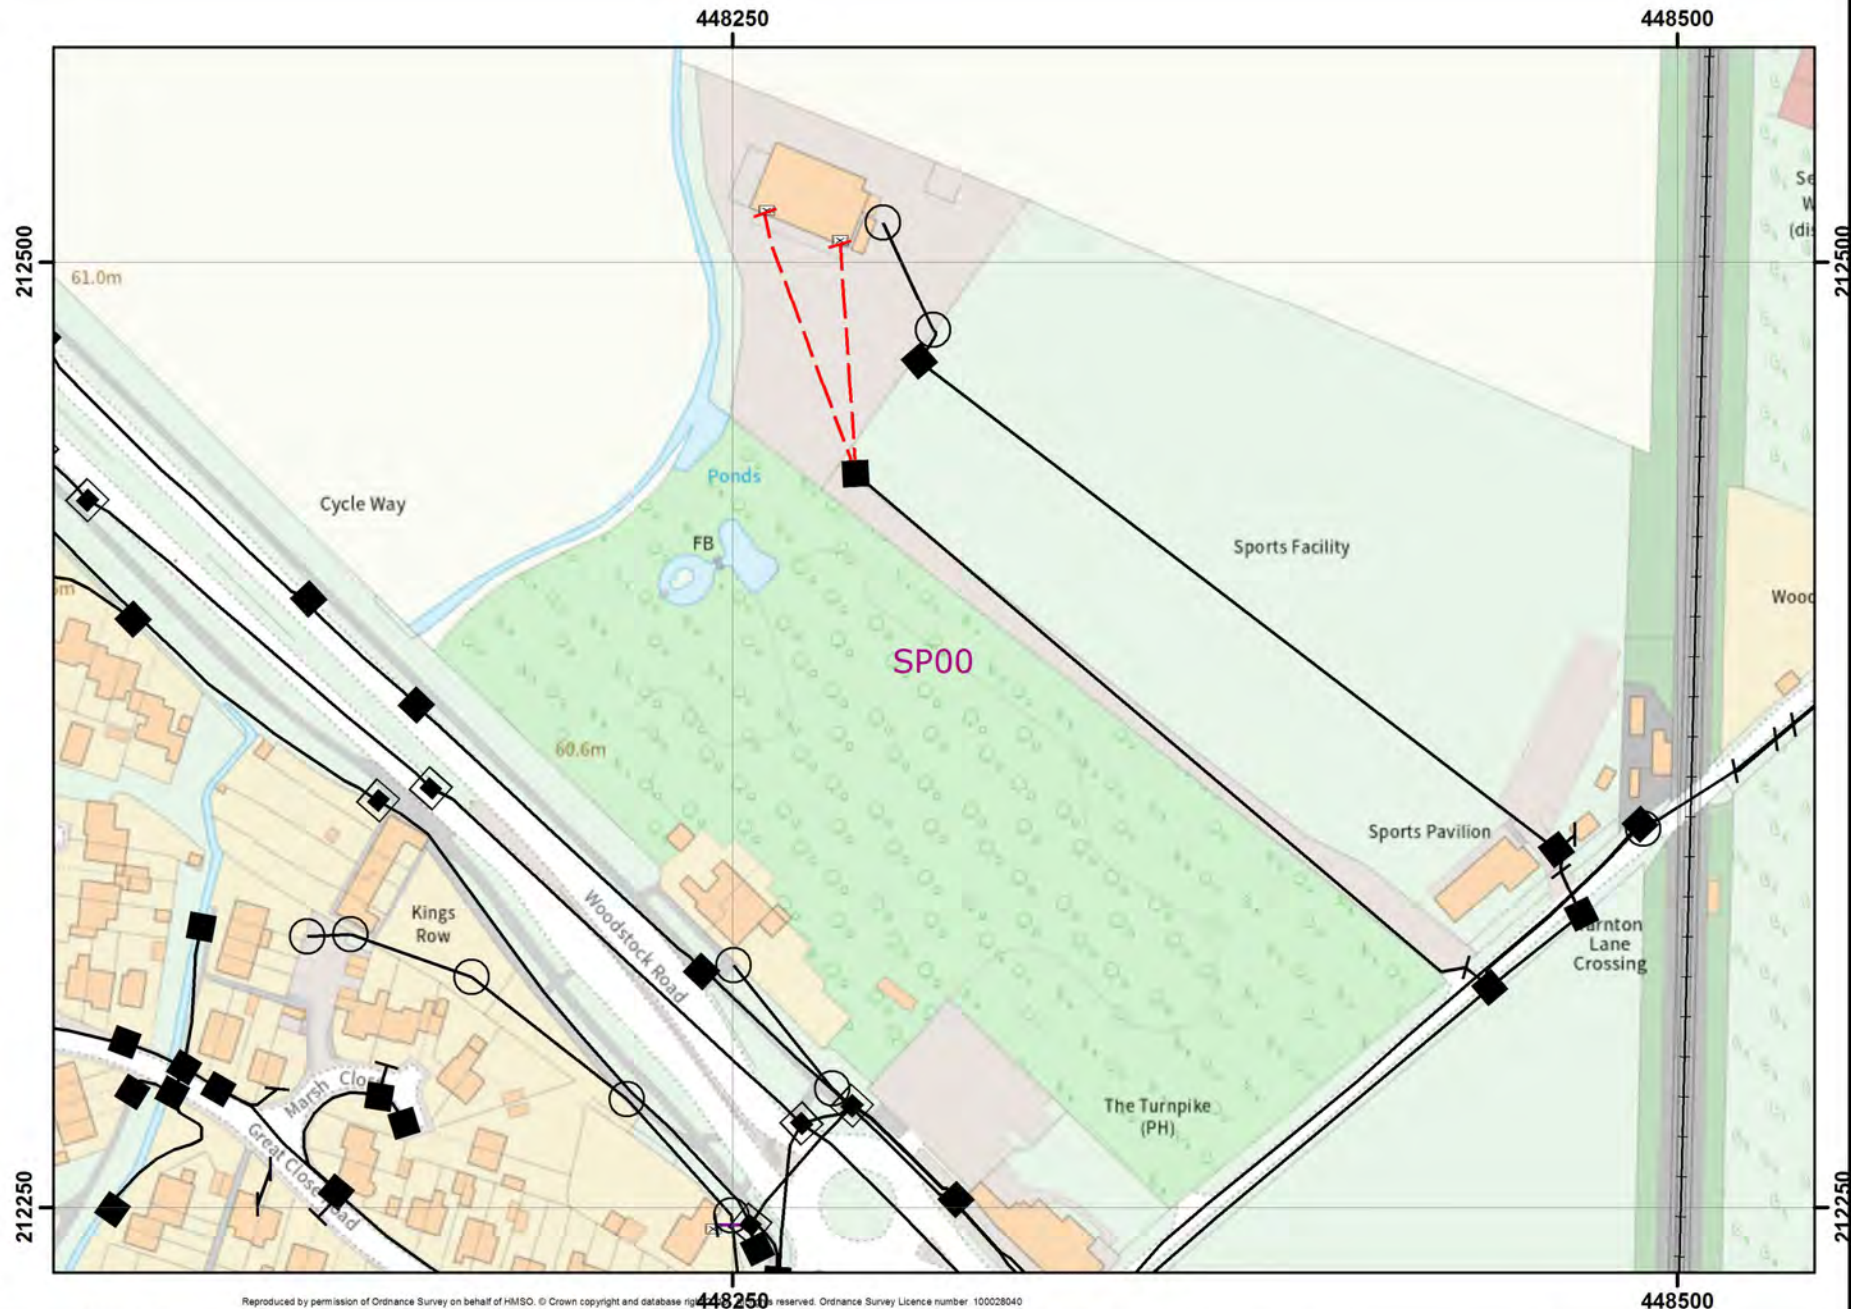 448250
448500
Se
W
(dis
212500
212500
61.0m
Ponds
Cycle Way
FB
Sports Facility
Wood
SP00
60.6m
Sports Pavilion
Kings
Row
Woodstock Road
arnton
Lane
Crossing
Marsh Clos
The Turnpike
(PH)
Great Close Road
212250
212250
448250
448500
Reproduced by permission of Ordnance Survey on behalf of HMSO. © Crown copyright and database reserved. Ordnance Survey Licence number 100028040